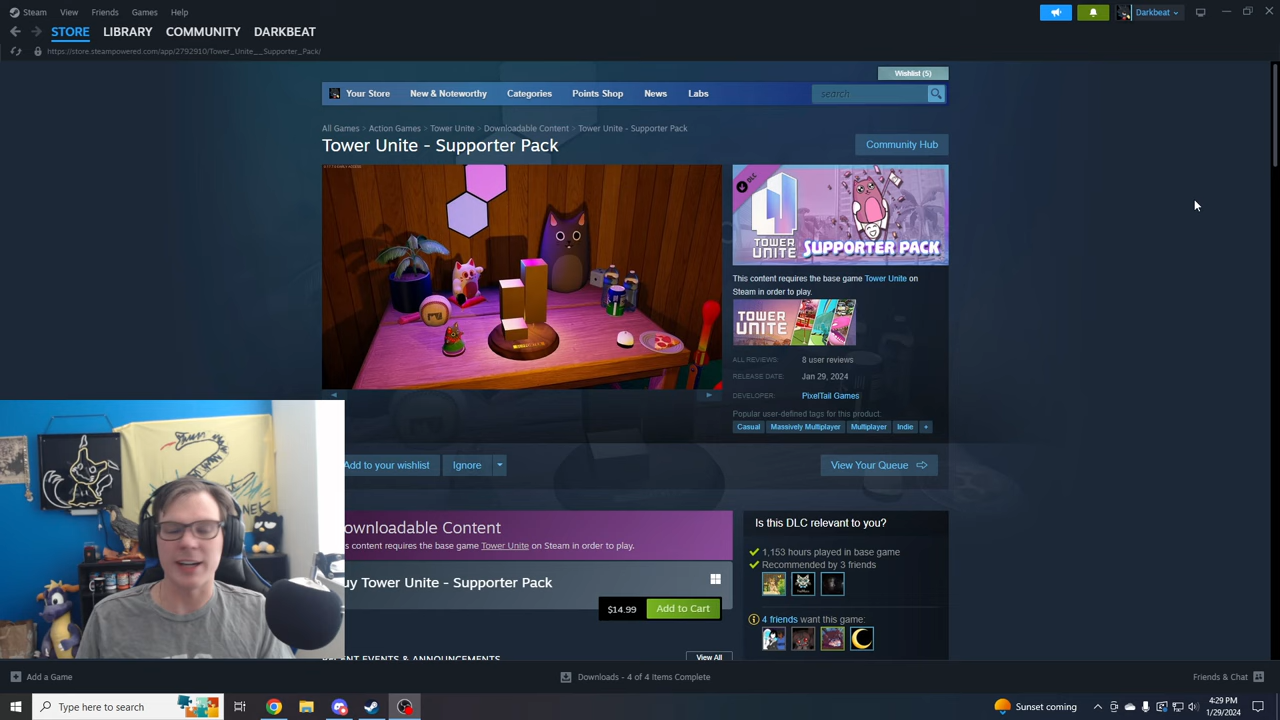 Steam View Friends Games Help
Darkbeat
STORE LIBRARY COMMUNITY DARKBEAT
https://store.steampowered.com/app/2792910/Tower_Unite__Supporter_Pack/
Wishlist (5)
Your Store New & Noteworthy Categories Points Shop News Labs
search
All Games > Action Games > Tower Unite > Downloadable Content > Tower Unite - Supporter Pack
Tower Unite - Supporter Pack
Community Hub
DLC
TOWER UNITE
SUPPORTER PACK
This content requires the base game Tower Unite on
Steam in order to play.
TOWER
UNITE
ALL REVIEWS: 8 user reviews
RELEASE DATE: Jan 29, 2024
DEVELOPER: PixelTail Games
Popular user-defined tags for this product:
Casual Massively Multiplayer Multiplayer Indie +
Add to your wishlist Ignore
View Your Queue
ownloadable Content
s content requires the base game Tower Unite on Steam in order to play.
Is this DLC relevant to you?
1,153 hours played in base game
Recommended by 3 friends
uy Tower Unite - Supporter Pack
$14.99 Add to Cart
4 friends want this game:
RECENT EVENTS & ANNOUNCEMENTS View All
Add a Game
Downloads - 4 of 4 Items Complete
Friends & Chat
Type here to search
Sunset coming
4:29 PM
1/29/2024